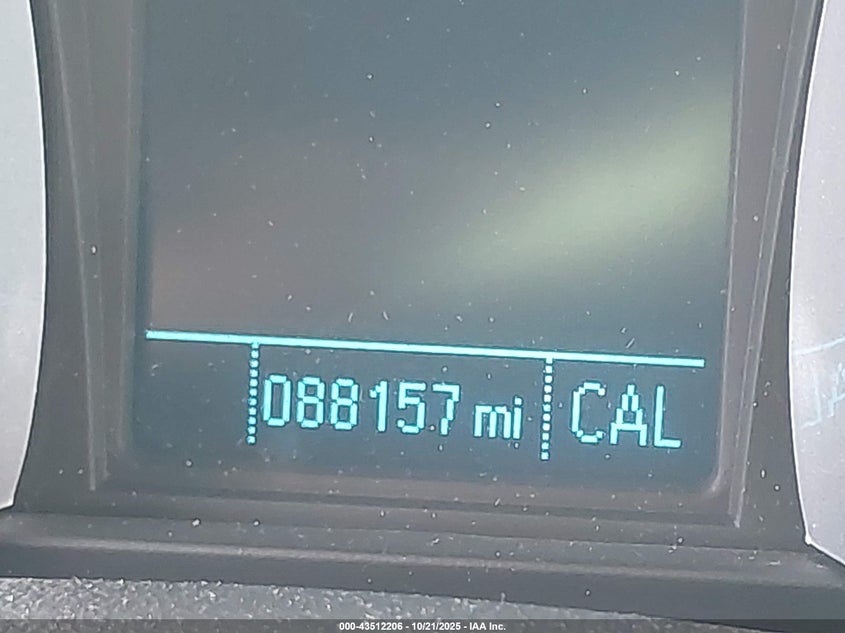 088157 mi CAL
000-43512206 - 10/21/2025 - IAA Inc.